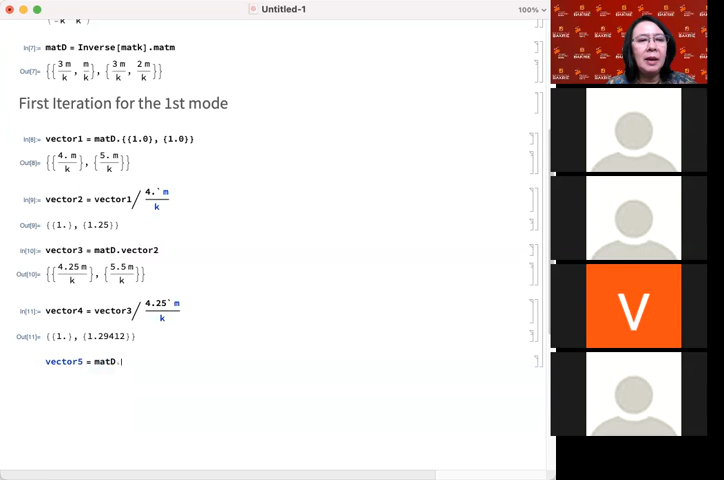 Untitled-1
100%
In[7]:= matD = Inverse[matk].matm
Out[7]= {{3 m/k, m/k}, {3 m/k, 2 m/k}}
First Iteration for the 1st mode
In[8]:= vector1 = matD.{{1.0}, {1.0}}
Out[8]= {{4. m/k}, {5. m/k}}
In[9]:= vector2 = vector1 / 4.` m/k
Out[9]= {{1.}, {1.25}}
In[10]:= vector3 = matD.vector2
Out[10]= {{4.25 m/k}, {5.5 m/k}}
In[11]:= vector4 = vector3 / 4.25` m/k
Out[11]= {{1.}, {1.29412}}
vector5 = matD.
V